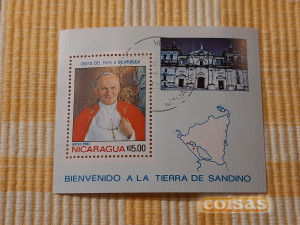 VISITA DEL PAPA A NICARAGUA
NICARAGUA C$5.00
BIENVENIDO A LA TIERRA DE SANDINO
coisas